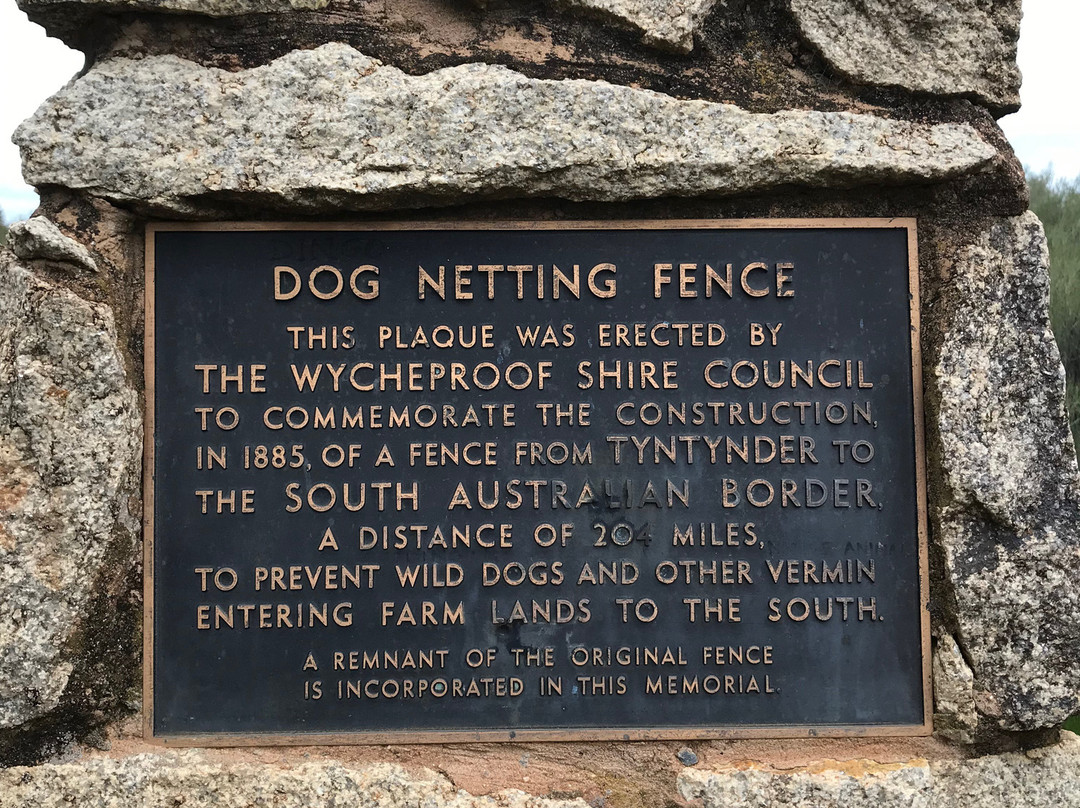 DOG NETTING FENCE
THIS PLAQUE WAS ERECTED BY
THE WYCHEPROOF SHIRE COUNCIL
TO COMMEMORATE THE CONSTRUCTION,
IN 1885, OF A FENCE FROM TYNTYNDER TO
THE SOUTH AUSTRALIAN BORDER,
A DISTANCE OF 204 MILES,
TO PREVENT WILD DOGS AND OTHER VERMIN
ENTERING FARM LANDS TO THE SOUTH.
A REMNANT OF THE ORIGINAL FENCE
IS INCORPORATED IN THIS MEMORIAL.